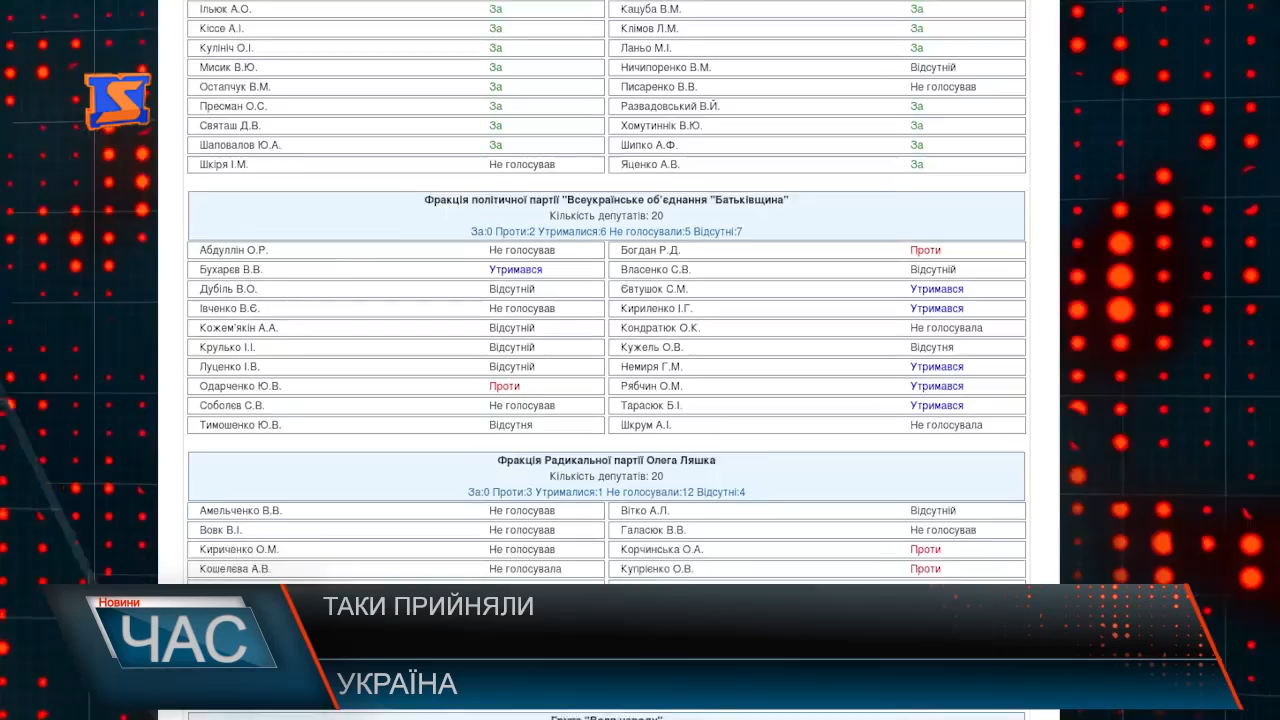 Ільюк А.О. За Кацуба В.М. За
Кіссе А.І. За Клімов Л.М. За
Кулініч О.І. За Ланьо М.І. За
Мисик В.Ю. За Ничипоренко В.М. Відсутній
Остапчук В.М. За Писаренко В.В. Не голосував
Пресман О.С. За Развадовський В.Й. За
Святаш Д.В. За Хомутиннік В.Ю. За
Шаповалов Ю.А. За Шипко А.Ф. За
Шкіря І.М. Не голосував Яценко А.В. За
Фракція політичної партії "Всеукраїнське об'єднання "Батьківщина"
Кількість депутатів: 20
За:0 Проти:2 Утрималися:6 Не голосували:5 Відсутні:7
Абдуллін О.Р. Не голосував Богдан Р.Д. Проти
Бухарєв В.В. Утримався Власенко С.В. Відсутній
Дубіль В.О. Відсутній Євтушок С.М. Утримався
Івченко В.Є. Не голосував Кириленко І.Г. Утримався
Кожем'якін А.А. Відсутній Кондратюк О.К. Не голосувала
Крулько І.І. Відсутній Кужель О.В. Відсутня
Луценко І.В. Відсутній Немиря Г.М. Утримався
Одарченко Ю.В. Проти Рябчин О.М. Утримався
Соболєв С.В. Не голосував Тарасюк Б.І. Утримався
Тимошенко Ю.В. Відсутня Шкрум А.І. Не голосувала
Фракція Радикальної партії Олега Ляшка
Кількість депутатів: 20
За:0 Проти:3 Утрималися:1 Не голосували:12 Відсутні:4
Амельченко В.В. Не голосував Вітко А.Л. Відсутній
Вовк В.І. Не голосував Галасюк В.В. Не голосував
Кириченко О.М. Не голосував Корчинська О.А. Проти
Кошелєва А.В. Не голосувала Купрієнко О.В. Проти
Новини
ЧАС
ТАКИ ПРИЙНЯЛИ
УКРАЇНА
Група "Воля народу"